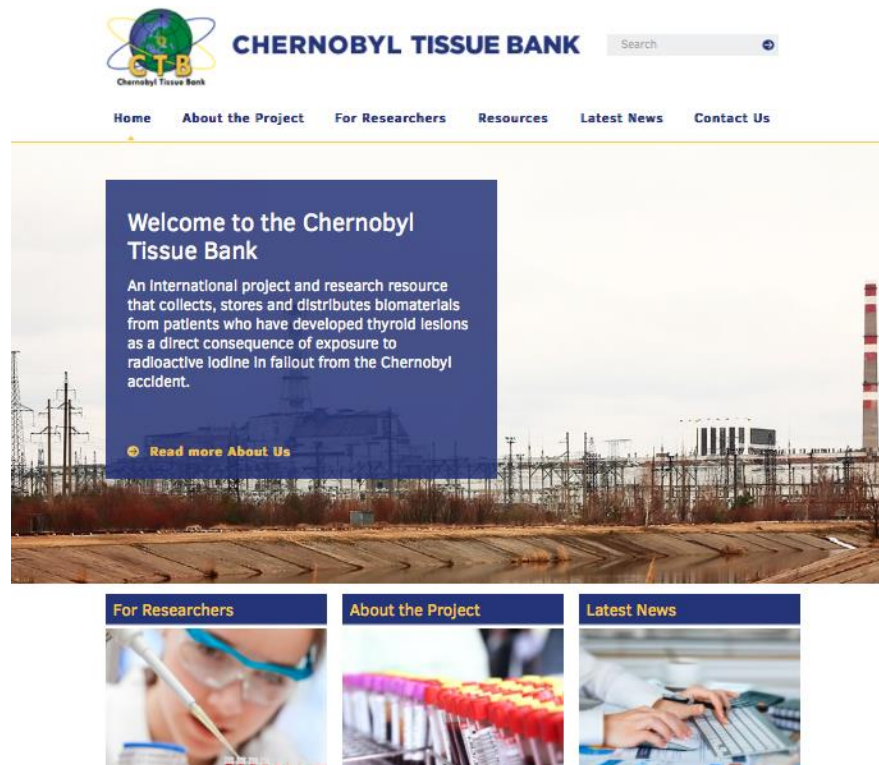 CTB
Chernobyl Tissue Bank
CHERNOBYL TISSUE BANK
Search
Home About the Project For Researchers Resources Latest News Contact Us
Welcome to the Chernobyl
Tissue Bank
An international project and research resource
that collects, stores and distributes biomaterials
from patients who have developed thyroid lesions
as a direct consequence of exposure to
radioactive iodine in fallout from the Chernobyl
accident.
Read more About Us
For Researchers
About the Project
Latest News